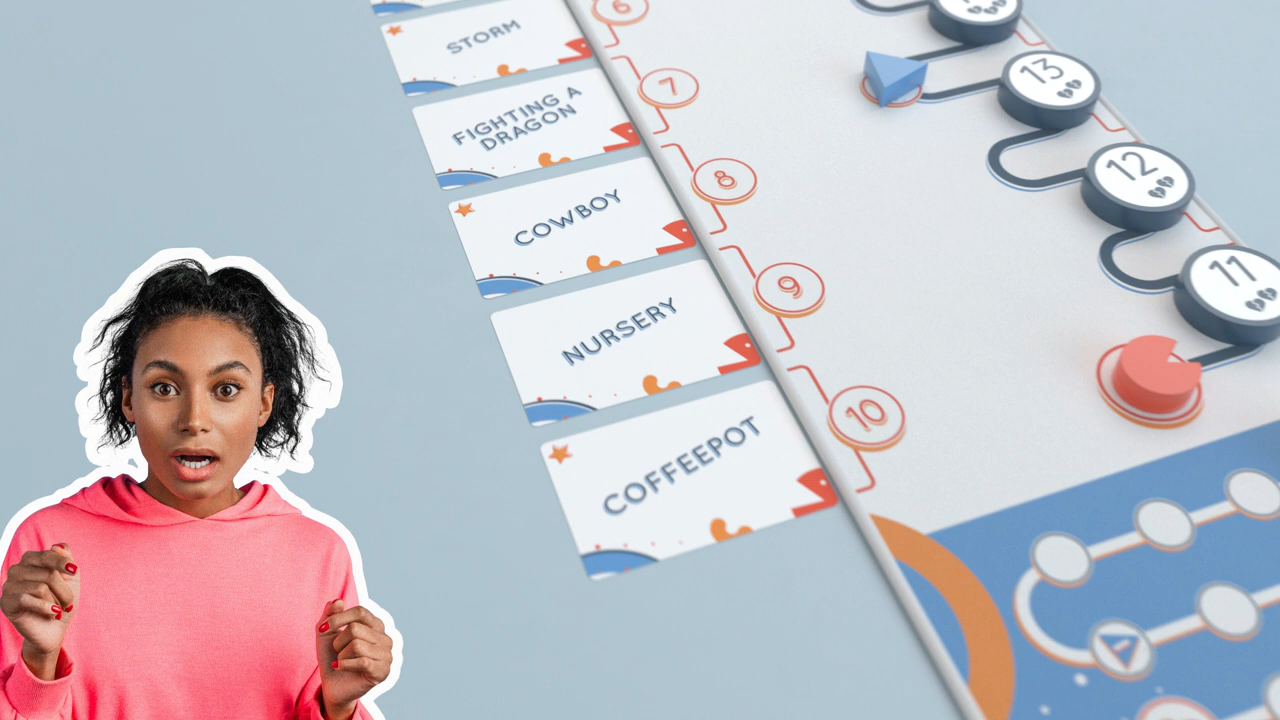 STORM
FIGHTING A
DRAGON
COWBOY
NURSERY
COFFEEPOT
6
7
8
9
10
13
12
11